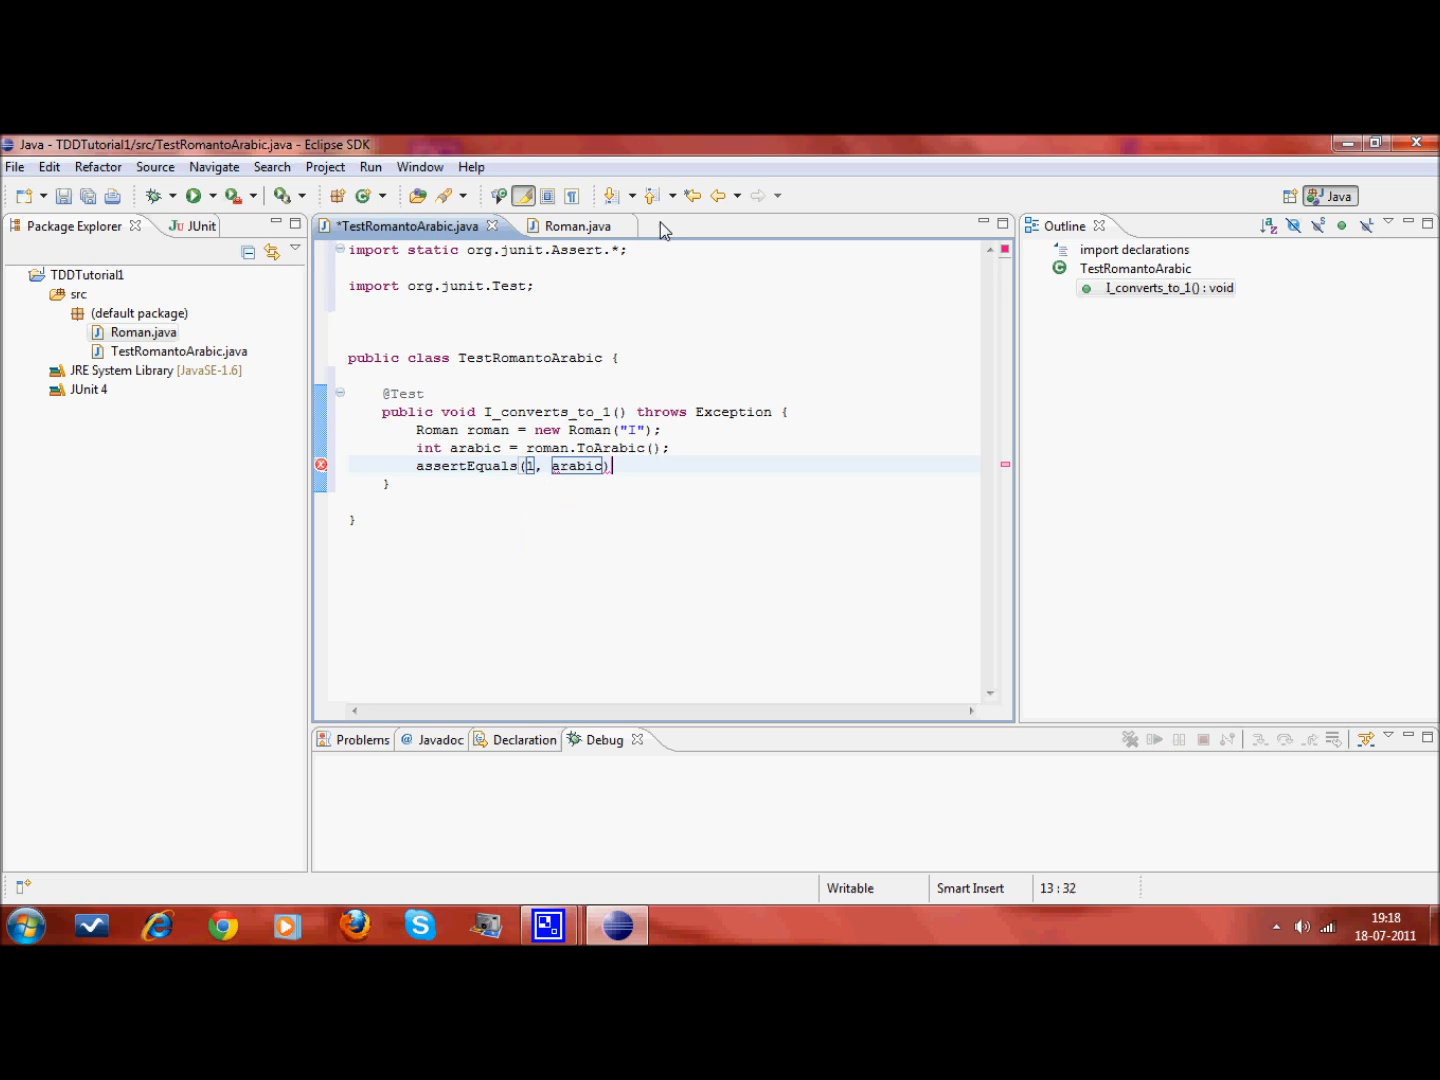 Java - TDDTutorial1/src/TestRomantoArabic.java - Eclipse SDK
File Edit Refactor Source Navigate Search Project Run Window Help
Java
Package Explorer JUnit
*TestRomantoArabic.java Roman.java
Outline
TDDTutorial1
src
(default package)
Roman.java
TestRomantoArabic.java
JRE System Library [JavaSE-1.6]
JUnit 4
import static org.junit.Assert.*;
import org.junit.Test;
public class TestRomantoArabic {
@Test
public void I_converts_to_1() throws Exception {
Roman roman = new Roman("I");
int arabic = roman.ToArabic();
assertEquals(1, arabic)
}
}
import declarations
TestRomantoArabic
I_converts_to_1() : void
Problems @ Javadoc Declaration Debug
Writable Smart Insert 13 : 32
19:18
18-07-2011